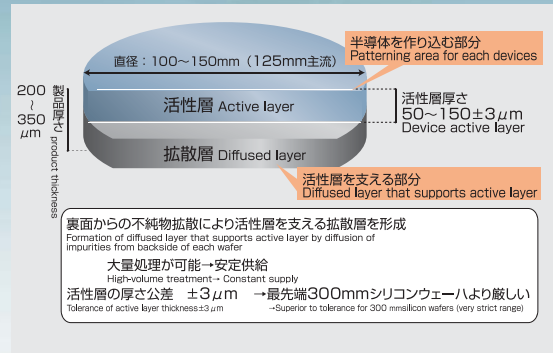 半導体を作り込む部分
Patterning area for each devices
直径：100～150mm（125mm主流）
200
～
350
μm
製品厚さ product thickness
活性層 Active layer
活性層厚さ
50～150±3μm
Device active layer
拡散層 Diffused layer
活性層を支える部分
Diffused layer that supports active layer
裏面からの不純物拡散により活性層を支える拡散層を形成
Formation of diffused layer that supports active layer by diffusion of
impurities from backside of each wafer
大量処理が可能→安定供給
High-volume treatment→ Constant supply
活性層の厚さ公差　±3μm　→最先端300mmシリコンウェーハより厳しい
Tolerance of active layer thickness±3μm　→Superior to tolerance for 300 mmsilicon wafers (very strict range)